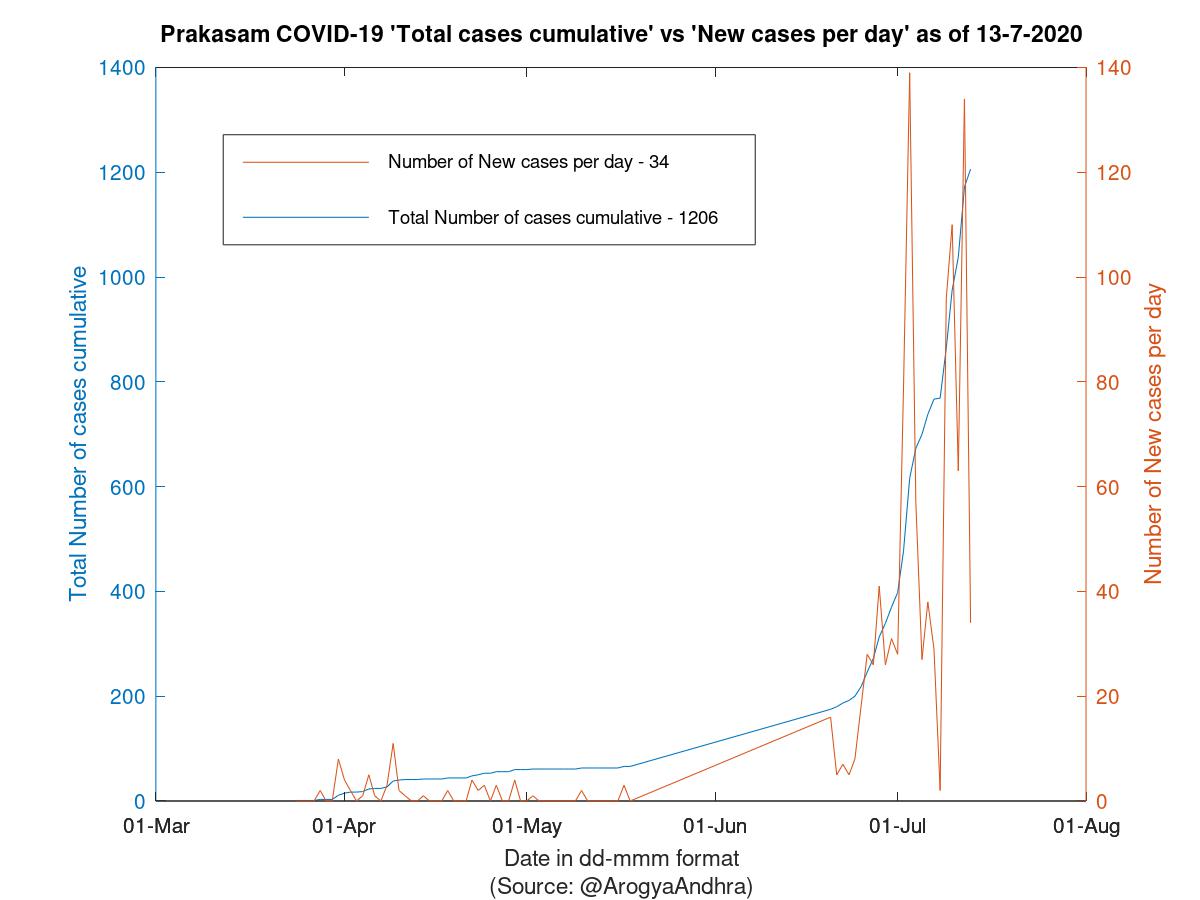 Prakasam COVID-19 'Total cases cumulative' vs 'New cases per day' as of 13-7-2020
1400
1200
1000
800
600
400
200
0
Total Number of cases cumulative
Number of New cases per day - 34
Total Number of cases cumulative - 1206
140
120
100
80
60
40
20
0
Number of New cases per day
01-Mar 01-Apr 01-May 01-Jun 01-Jul 01-Aug
Date in dd-mmm format
(Source: @ArogyaAndhra)